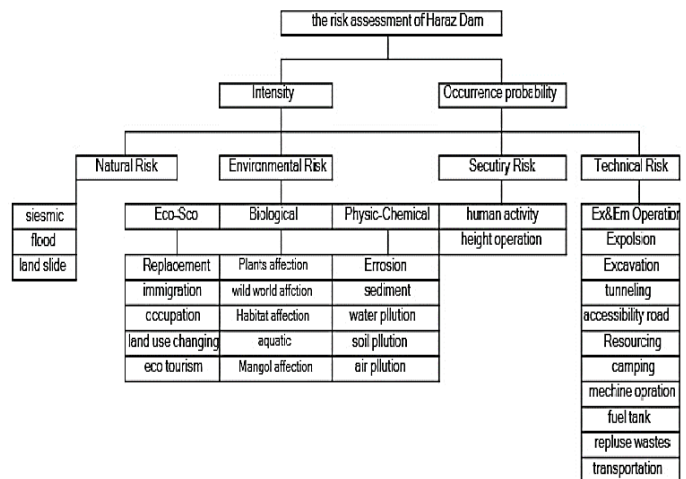 the risk assessment of Haraz Dam
Intensity
Occurrence probability
Natural Risk
Environmental Risk
Secutiry Risk
Technical Risk
siesmic
flood
land slide
Eco-Sco
Biological
Physic-Chemical
human activity
height operation
Ex&Em Operation
Expolsion
Excavation
tunneling
accessibility road
Resourcing
camping
mechine opration
fuel tank
repluse wastes
transportation
Replacement
immigration
occupation
land use changing
eco tourism
Plants affection
wild world affction
Habitat affection
aquatic
Mangol affection
Errosion
sediment
water pllution
soil pllution
air pllution